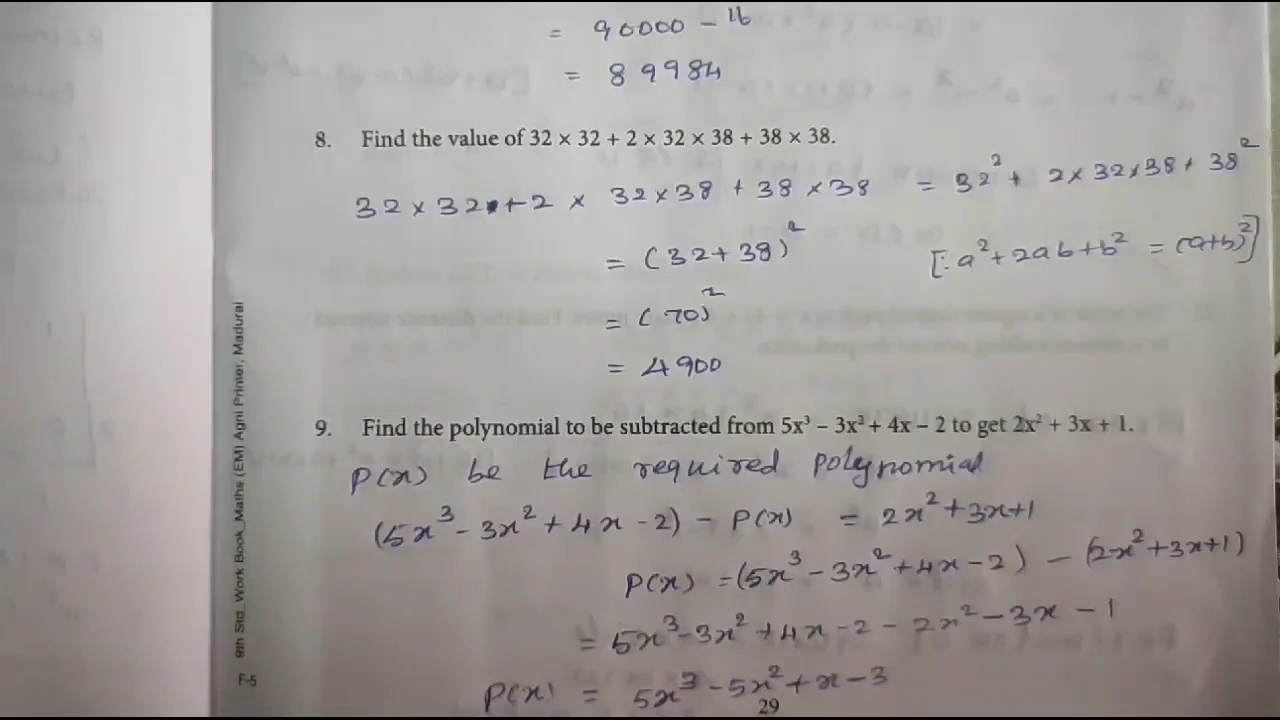 = 90000 - 16
= 89984
8. Find the value of 32 × 32 + 2 × 32 × 38 + 38 × 38.
32 × 32 + 2 × 32 × 38 + 38 × 38 = 32² + 2 × 32 × 38 + 38²
= (32 + 38)² [∵ a² + 2ab + b² = (a+b)²]
= (70)²
= 4900
9. Find the polynomial to be subtracted from 5x³ – 3x² + 4x – 2 to get 2x² + 3x + 1.
P(x) be the required polynomial
(5x³ - 3x² + 4x - 2) - P(x) = 2x² + 3x + 1
P(x) = (5x³ - 3x² + 4x - 2) - (2x² + 3x + 1)
= 5x³ - 3x² + 4x - 2 - 2x² - 3x - 1
P(x) = 5x³ - 5x² + x - 3
29
9th Std_Work Book_Maths (EM) Agni Printer, Madurai
F-5